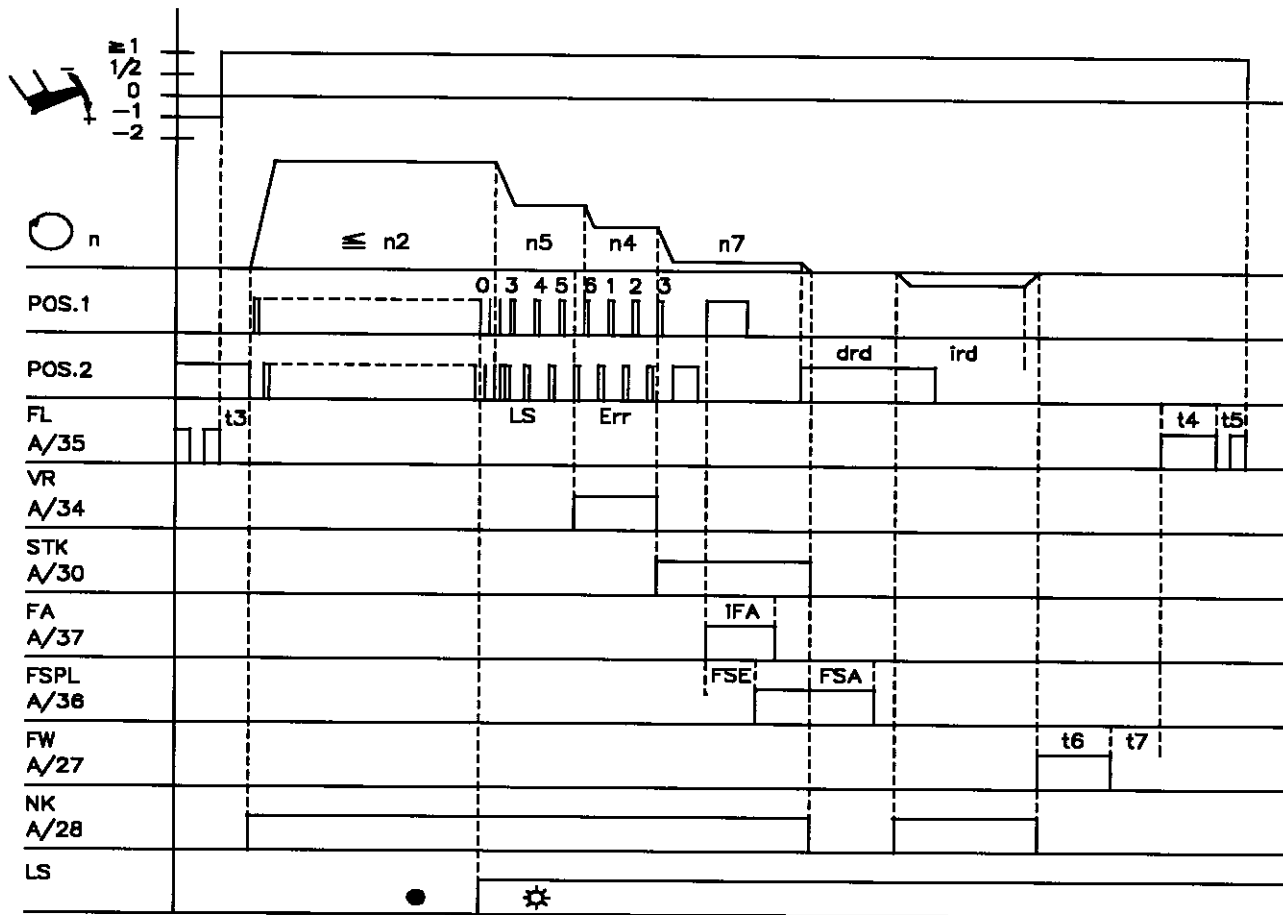 ≧1
1/2
0
−1
−2
− +
n
≦ n2 n5 n4 n7
POS.1
0 3 4 5 6 1 2 3
POS.2
drd ird
FL
A/35
t3 LS Err t4 t5
VR
A/34
STK
A/30
FA
A/37
IFA
FSPL
A/36
FSE FSA
FW
A/27
t6 t7
NK
A/28
LS